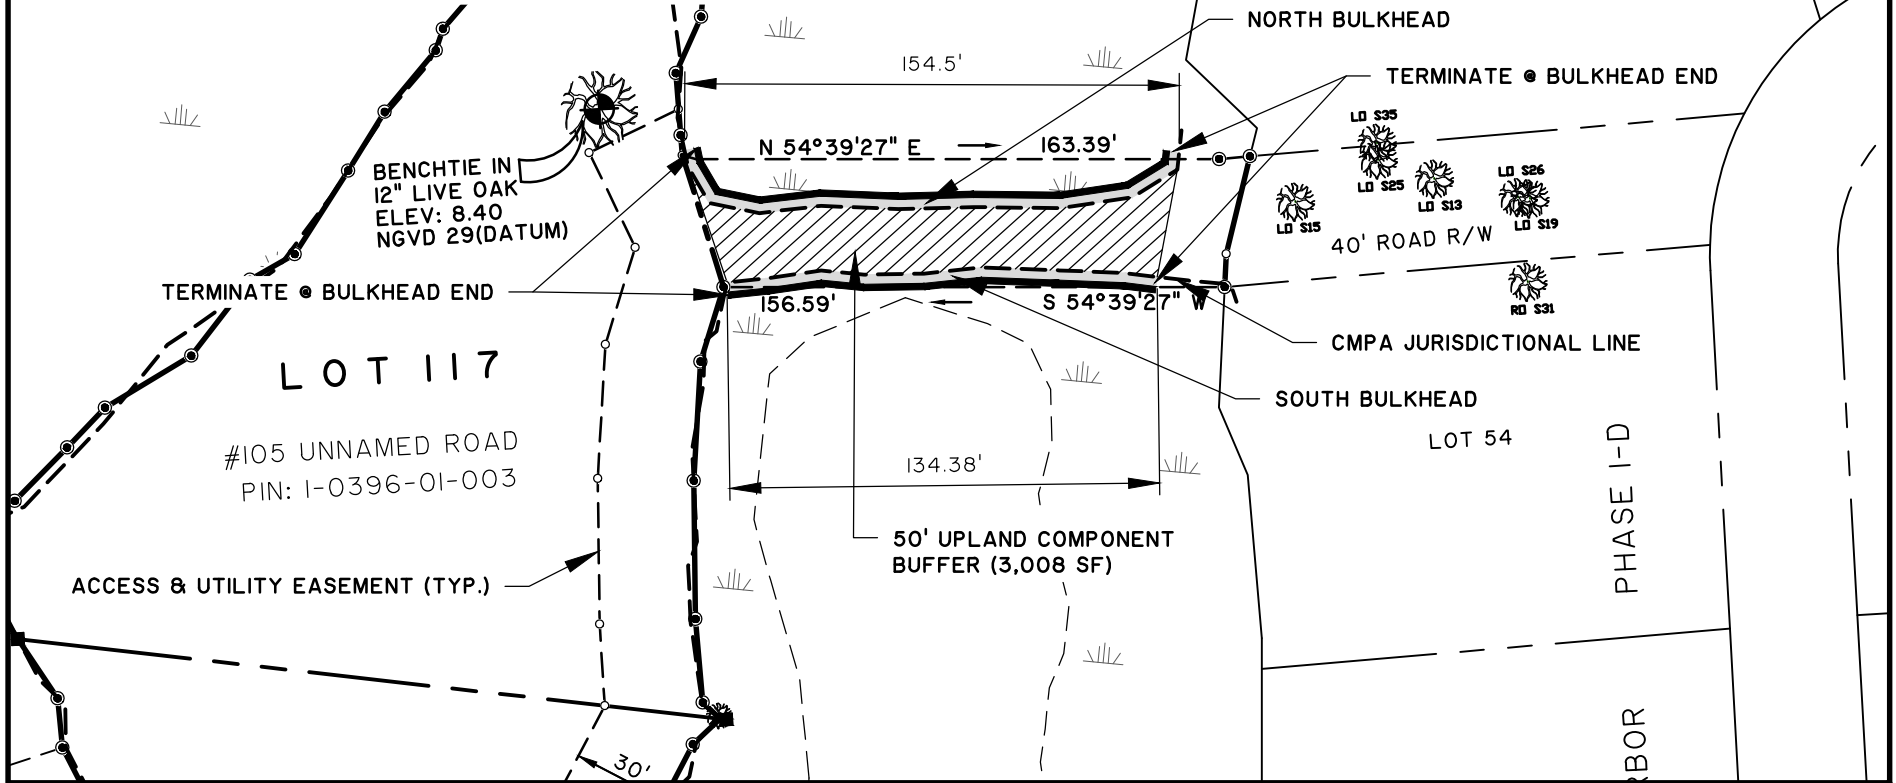 NORTH BULKHEAD
154.5'
TERMINATE @ BULKHEAD END
LO S35
N 54°39'27" E
163.39'
BENCHTIE IN
12" LIVE OAK
ELEV: 8.40
NGVD 29(DATUM)
LO S25
LO S13
LO S26
LO S15
LO S19
40' ROAD R/W
TERMINATE @ BULKHEAD END
156.59'
S 54°39'27" W
RO S31
CMPA JURISDICTIONAL LINE
LOT 117
SOUTH BULKHEAD
#105 UNNAMED ROAD
PIN: 1-0396-01-003
LOT 54
134.38'
PHASE I-D
50' UPLAND COMPONENT
BUFFER (3,008 SF)
ACCESS & UTILITY EASEMENT (TYP.)
RBOR
30'